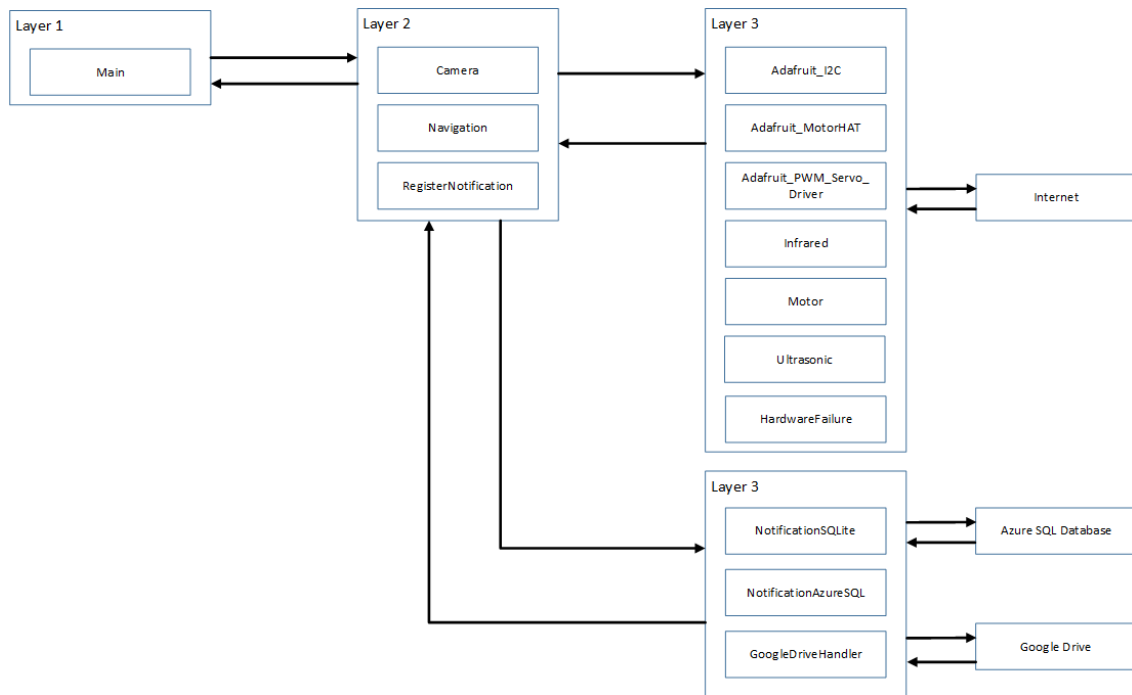 Layer 1
Main
Layer 2
Camera
Navigation
RegisterNotification
Layer 3
Adafruit_I2C
Adafruit_MotorHAT
Adafruit_PWM_Servo_
Driver
Infrared
Motor
Ultrasonic
HardwareFailure
Internet
Layer 3
NotificationSQLite
NotificationAzureSQL
GoogleDriveHandler
Azure SQL Database
Google Drive